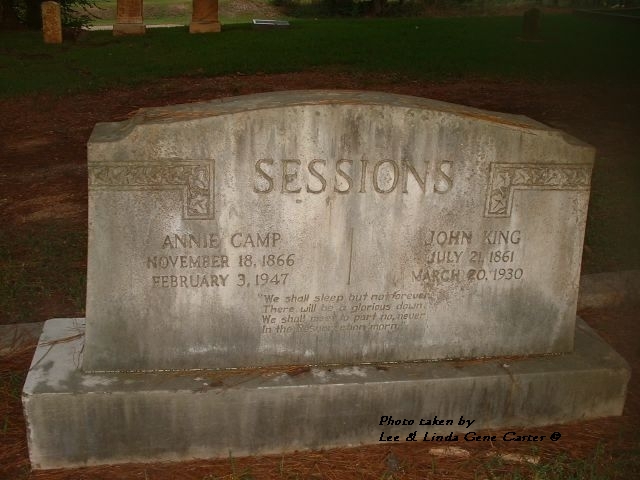 SESSIONS
ANNIE CAMP
NOVEMBER 18, 1866
FEBRUARY 3, 1947
JOHN KING
JULY 21, 1861
MARCH 20, 1930
"We shall sleep but not forever,
There will be a glorious dawn.
We shall meet to part no, never
In the Resurrection morn."
Photo taken by
Lee & Linda Gene Carter ©